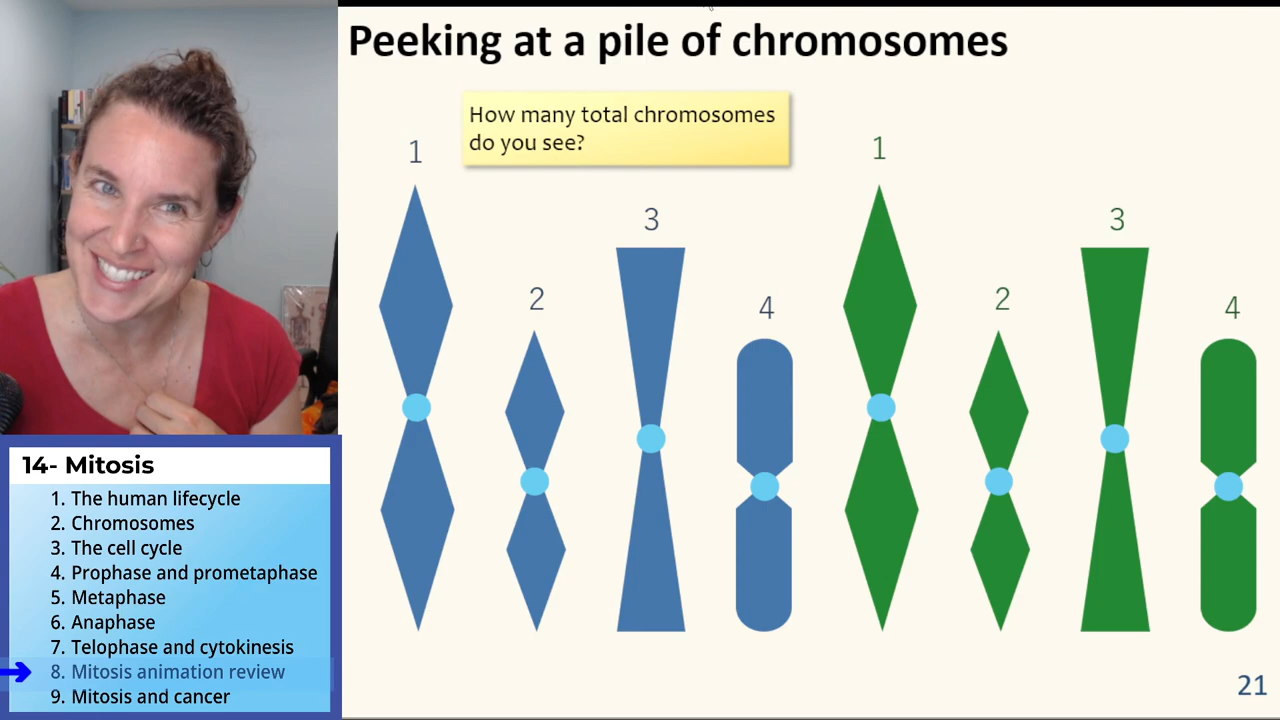 Peeking at a pile of chromosomes
How many total chromosomes
do you see?
1
2
3
4
1
2
3
4
14- Mitosis
1. The human lifecycle
2. Chromosomes
3. The cell cycle
4. Prophase and prometaphase
5. Metaphase
6. Anaphase
7. Telophase and cytokinesis
8. Mitosis animation review
9. Mitosis and cancer
21